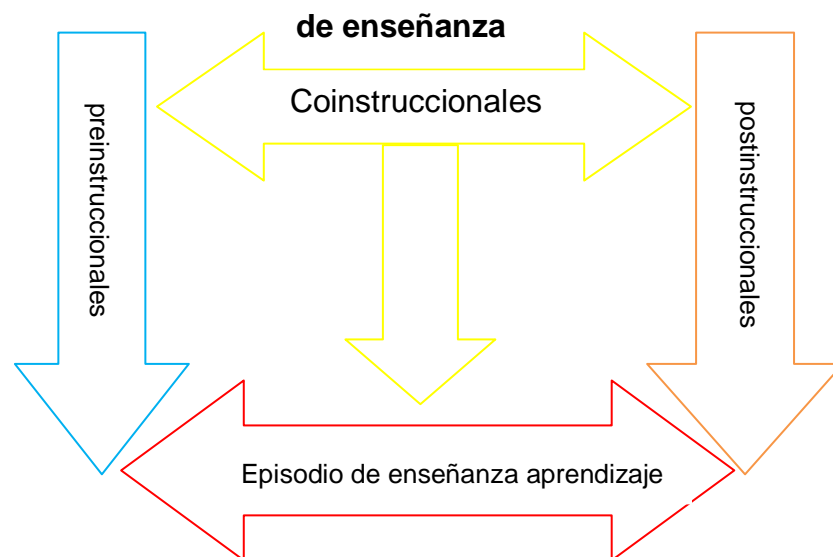 de enseñanza
Coinstruccionales
preinstruccionales
postinstruccionales
Episodio de enseñanza aprendizaje